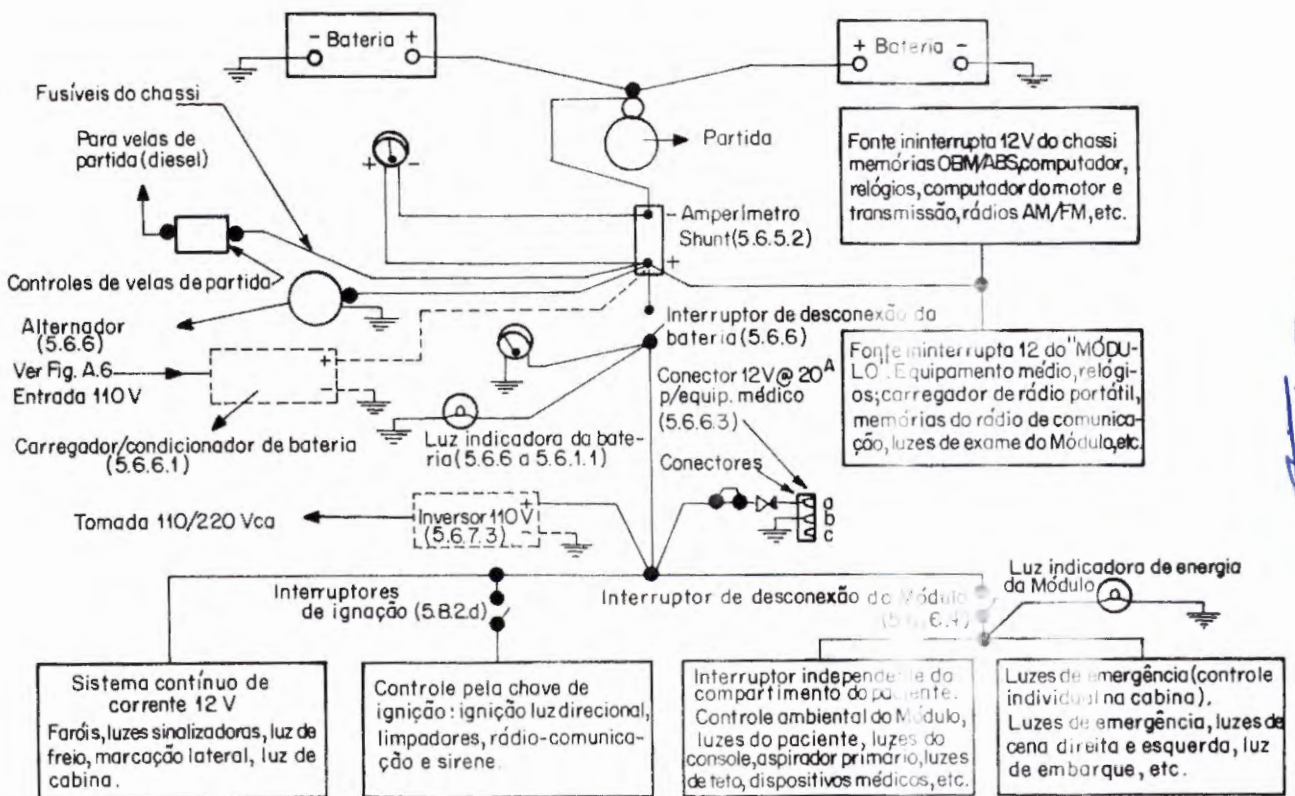 - Bateria +
+ Bateria -
Fusíveis do chassi
Para velas de
partida (diesel)
+ -
Partida
Fonte ininterrupta 12V do chassi
memórias OBM/ABS,computador,
relógios, computador do motor e
transmissão, rádios AM/FM, etc.
- Amperímetro
Shunt (5.6.5.2)
+
Controles de velas de partida
Alternador
(5.6.6)
Interruptor de desconexão da
bateria (5.6.6)
Ver Fig. A.6
Entrada 110 V
+
-
Conector 12V@ 20A
p/equip. médico
(5.6.6.3)
Fonte ininterrupta 12 do "MÓDU-
LO". Equipamento médio, relógi-
os; carregador de rádio portátil,
memórias do rádio de comunica-
ção, luzes de exame do Módulo,etc.
Carregador/condicionador de bateria
(5.6.6.1)
Luz indicadora da bate-
ria (5.6.6 a 5.6.1.1)
Conectores
a
b
c
Tomada 110/220 Vca
Inversor 110 V
(5.6.7.3)
+
-
Interruptores
de ignação (5.8.2.d)
Interruptor de desconexão do Módulo
Luz indicadora de energia
da Módulo
Sistema contínuo de
corrente 12 V
Faróis, luzes sinalizadoras, luz de
freio, marcação lateral, luz de
cabina.
Controle pela chave de
ignição: ignição luz direcional,
limpadores, rádio-comunica-
ção e sirene.
Interruptor independente do
compartimento do paciente.
Controle ambiental do Módulo,
luzes do paciente, luzes do
console, aspirador primário, luzes
de teto, dispositivos médicos, etc.
Luzes de emergência (controle
individual na cabina).
Luzes de emergência, luzes de
cena direita e esquerda, luz
de embarque, etc.